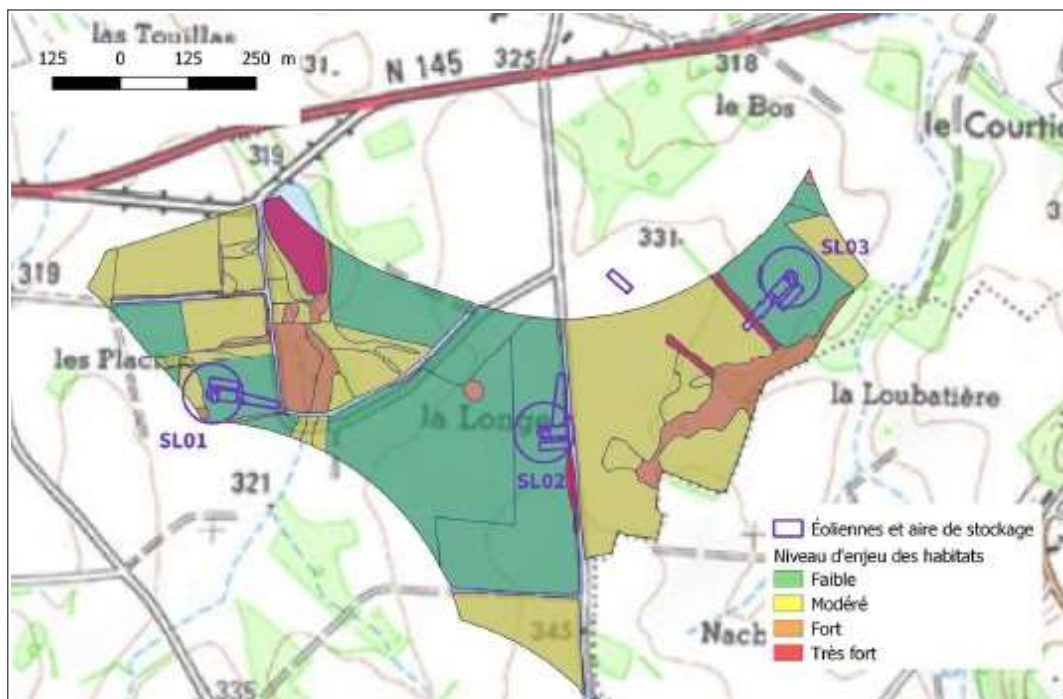 las Touillas
125 0 125 250 m
31.
N 145
325
318
le Bos
le Courti
319
319
331.
SL03
les Plac
la Longe
la Loubatière
SL01
SL02
321
Éoliennes et aire de stockage
Niveau d'enjeu des habitats
Faible
Modéré
Fort
Très fort
345
Nach
335